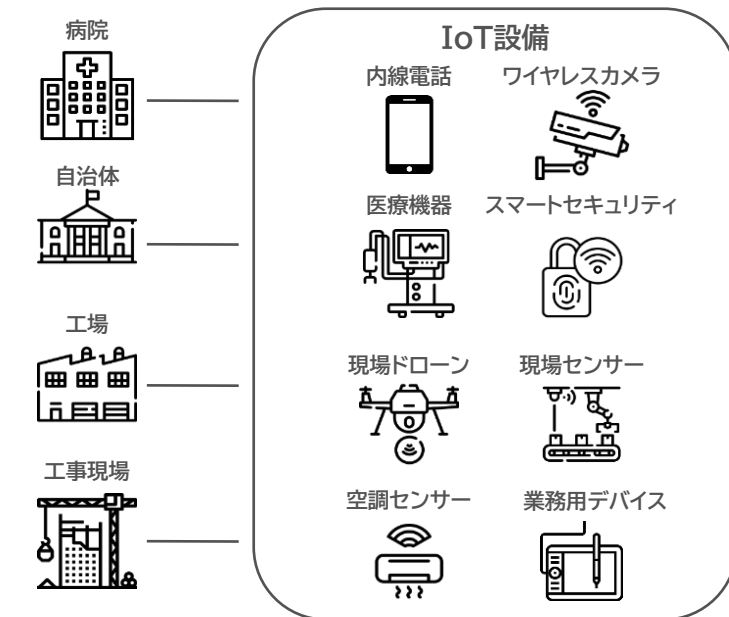 病院
自治体
工場
工事現場
IoT設備
内線電話 ワイヤレスカメラ
医療機器 スマートセキュリティ
現場ドローン 現場センサー
空調センサー 業務用デバイス